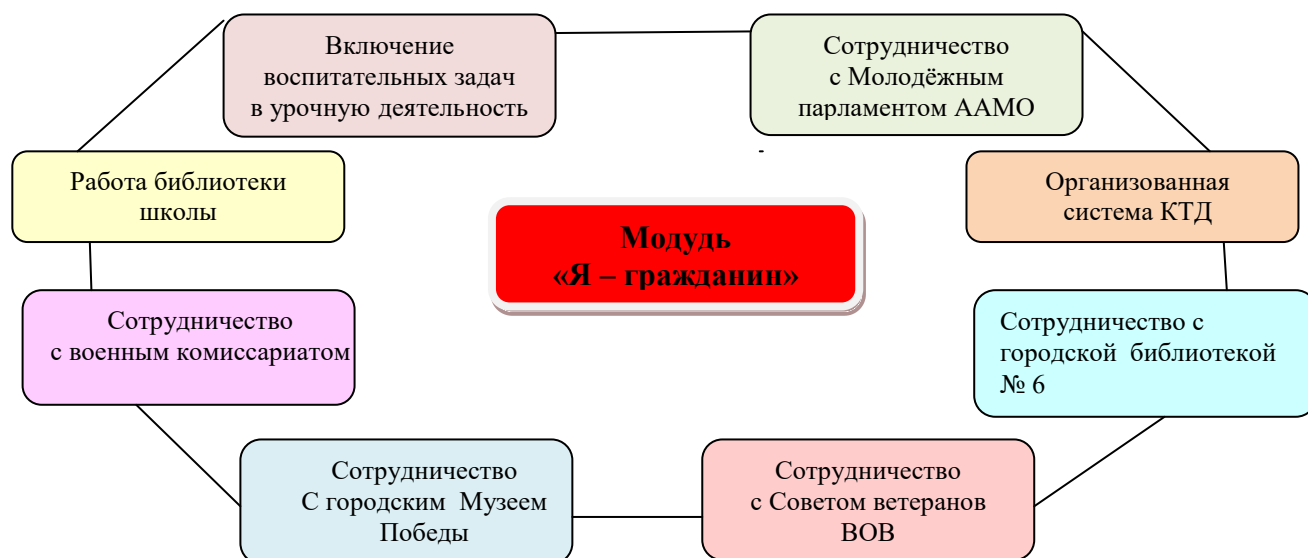 Включение
воспитательных задач
в урочную деятельность
Сотрудничество
с Молодёжным
парламентом ААМО
-
Работа библиотеки
школы
Организованная
система КТД
Модудь
«Я – гражданин»
Сотрудничество
с военным комиссариатом
Сотрудничество с
городской библиотекой
№ 6
Сотрудничество
С городским Музеем
Победы
Сотрудничество
с Советом ветеранов
ВОВ